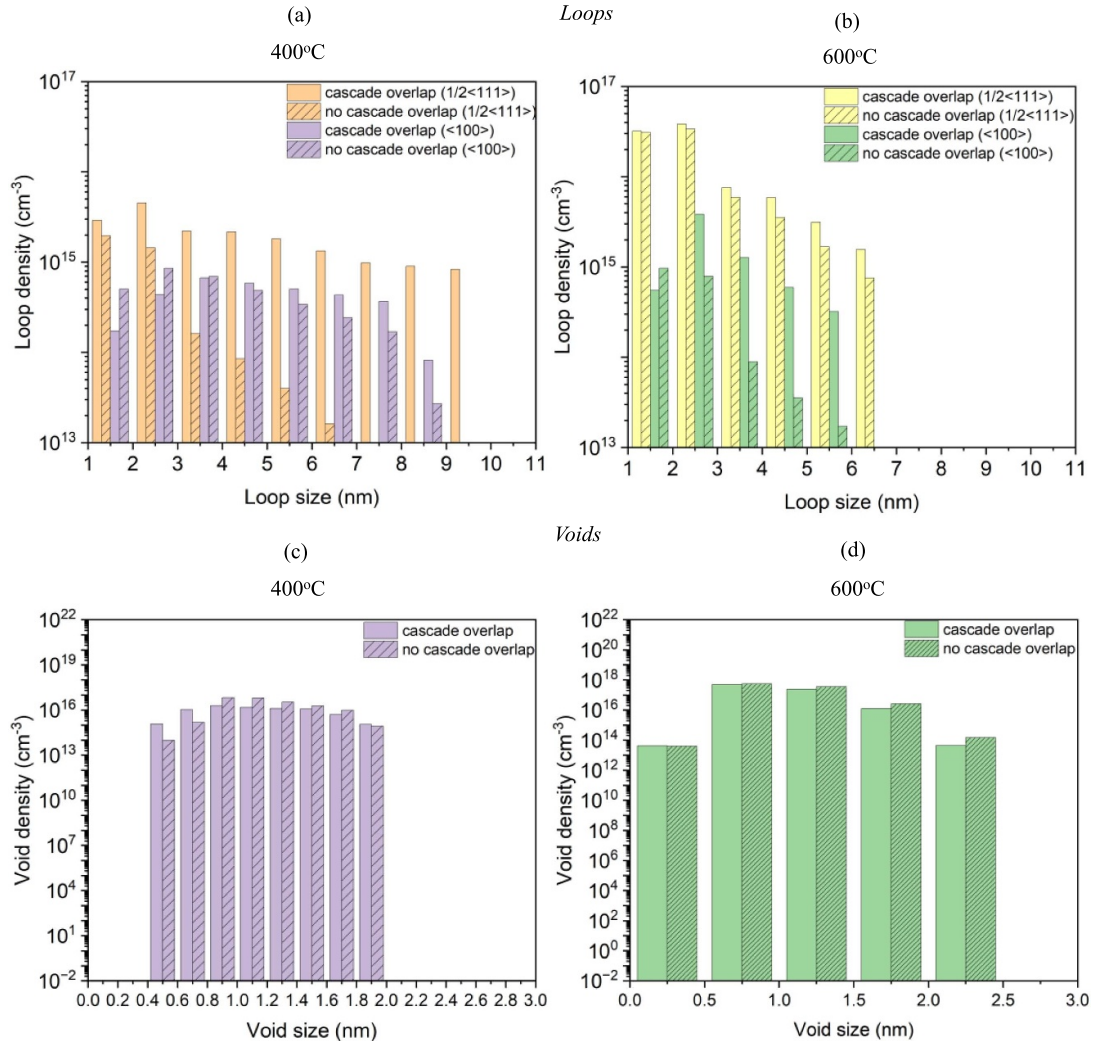 (a)
Loops
(b)
400°C
600°C
10^17
cascade overlap (1/2<111>)
no cascade overlap (1/2<111>)
cascade overlap (<100>)
no cascade overlap (<100>)
Loop density (cm^-3)
10^15
10^13
1 2 3 4 5 6 7 8 9 10 11
Loop size (nm)
10^17
cascade overlap (1/2<111>)
no cascade overlap (1/2<111>)
cascade overlap (<100>)
no cascade overlap (<100>)
Loop density (cm^-3)
10^15
10^13
1 2 3 4 5 6 7 8 9 10 11
Loop size (nm)
Voids
(c)
(d)
400°C
600°C
10^22
cascade overlap
no cascade overlap
10^19
10^16
Void density (cm^-3)
10^13
10^10
10^7
10^4
10^1
10^-2
0.0 0.2 0.4 0.6 0.8 1.0 1.2 1.4 1.6 1.8 2.0 2.2 2.4 2.6 2.8 3.0
Void size (nm)
10^22
cascade overlap
no cascade overlap
10^20
10^18
10^16
10^14
Void density (cm^-3)
10^12
10^10
10^8
10^6
10^4
10^2
10^0
10^-2
0.0 0.5 1.0 1.5 2.0 2.5 3.0
Void size (nm)